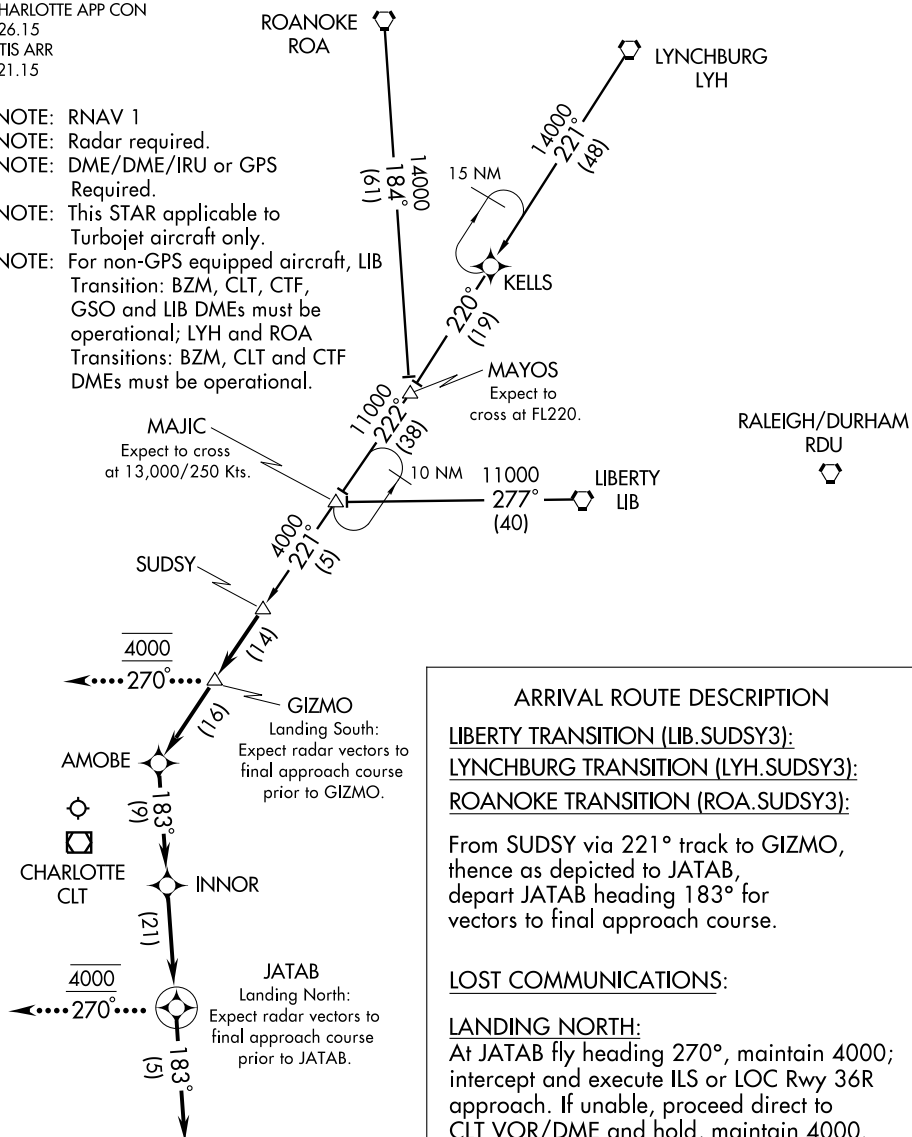 HARLOTTE APP CON
26.15
TIS ARR
21.15
NOTE: RNAV 1
NOTE: Radar required.
NOTE: DME/DME/IRU or GPS
Required.
NOTE: This STAR applicable to
Turbojet aircraft only.
NOTE: For non-GPS equipped aircraft, LIB
Transition: BZM, CLT, CTF,
GSO and LIB DMEs must be
operational; LYH and ROA
Transitions: BZM, CLT and CTF
DMEs must be operational.
ROANOKE
ROA
LYNCHBURG
LYH
14000
184°
(61)
14000
221°
(48)
15 NM
KELLS
220°
(19)
MAYOS
Expect to
cross at FL220.
11000
222°
(38)
MAJIC
Expect to cross
at 13,000/250 Kts.
10 NM
11000
277°
(40)
LIBERTY
LIB
RALEIGH/DURHAM
RDU
4000
221°
(5)
SUDSY
(14)
4000
270°
GIZMO
Landing South:
Expect radar vectors to
final approach course
prior to GIZMO.
(16)
AMOBE
183°
(9)
CHARLOTTE
CLT
INNOR
(21)
4000
270°
JATAB
Landing North:
Expect radar vectors to
final approach course
prior to JATAB.
183°
(5)
ARRIVAL ROUTE DESCRIPTION
LIBERTY TRANSITION (LIB.SUDSY3):
LYNCHBURG TRANSITION (LYH.SUDSY3):
ROANOKE TRANSITION (ROA.SUDSY3):
From SUDSY via 221° track to GIZMO,
thence as depicted to JATAB,
depart JATAB heading 183° for
vectors to final approach course.
LOST COMMUNICATIONS:
LANDING NORTH:
At JATAB fly heading 270°, maintain 4000;
intercept and execute ILS or LOC Rwy 36R
approach. If unable, proceed direct to
CLT VOR/DME and hold, maintain 4000.